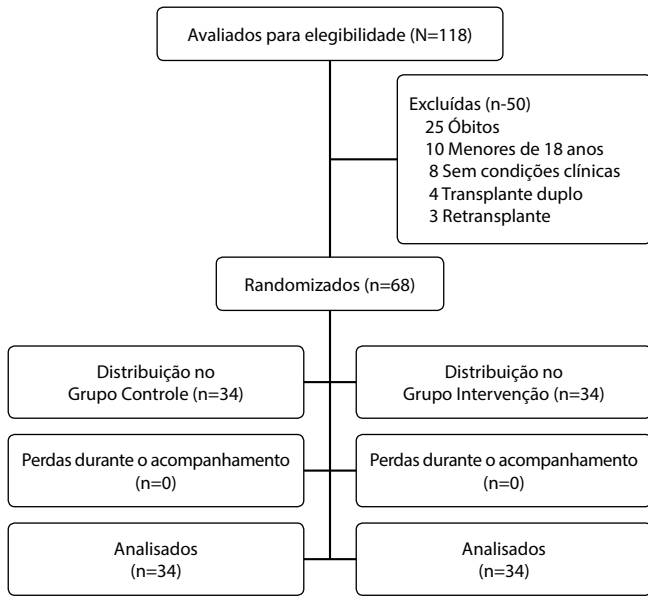 Avaliados para elegibilidade (N=118)
Excluídas (n-50)
25 Óbitos
10 Menores de 18 anos
8 Sem condições clínicas
4 Transplante duplo
3 Retransplante
Randomizados (n=68)
Distribuição no
Grupo Controle (n=34)
Distribuição no
Grupo Intervenção (n=34)
Perdas durante o acompanhamento
(n=0)
Perdas durante o acompanhamento
(n=0)
Analisados
(n=34)
Analisados
(n=34)